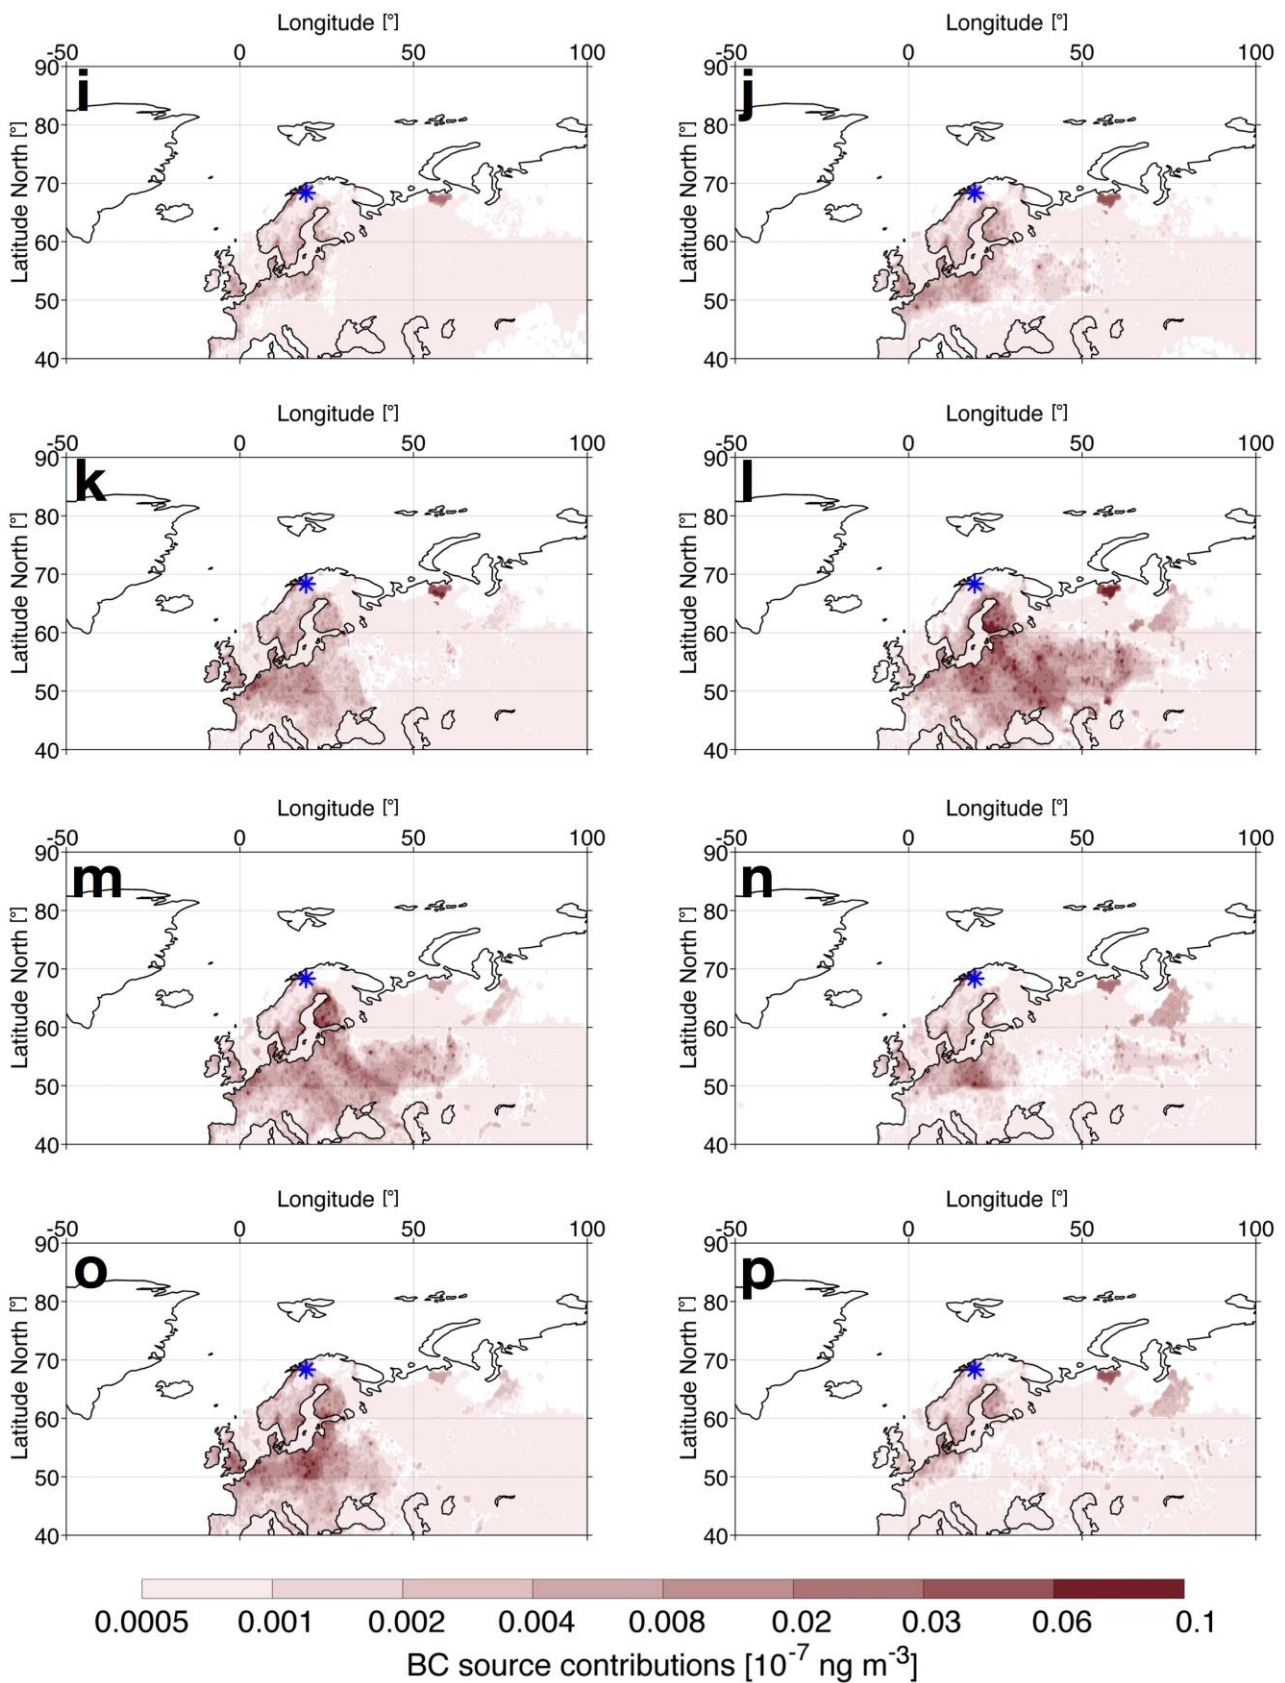 Longitude [°] Longitude [°]
-50 0 50 100 -50 0 50 100
90 i 90 j
80 80
70 70
60 60
50 50
40 40
Latitude North [°] Latitude North [°]
Longitude [°] Longitude [°]
-50 0 50 100 -50 0 50 100
90 k 90 l
80 80
70 70
60 60
50 50
40 40
Latitude North [°] Latitude North [°]
Longitude [°] Longitude [°]
-50 0 50 100 -50 0 50 100
90 m 90 n
80 80
70 70
60 60
50 50
40 40
Latitude North [°] Latitude North [°]
Longitude [°] Longitude [°]
-50 0 50 100 -50 0 50 100
90 o 90 p
80 80
70 70
60 60
50 50
40 40
Latitude North [°] Latitude North [°]
0.0005 0.001 0.002 0.004 0.008 0.02 0.03 0.06 0.1
BC source contributions [10⁻⁷ ng m⁻³]